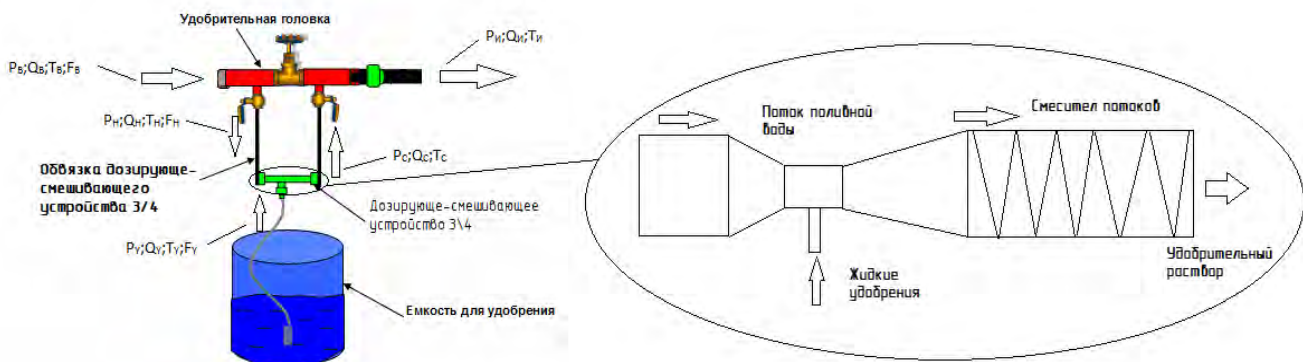 Удобрительная головка
Pв;Qв;Tв;Fв
Pи;Qи;Tи
Pн;Qн;Tн;Fн
Pс;Qс;Tс
Обвязка дозирующе-
смешивающего
устройства 3/4
Дозирующе-смешивающее
устройство 3\4
Pу;Qу;Tу;Fу
Емкость для удобрения
Поток поливной
воды
Смесител потоков
Жидкие
удобрения
Удобрительный
раствор